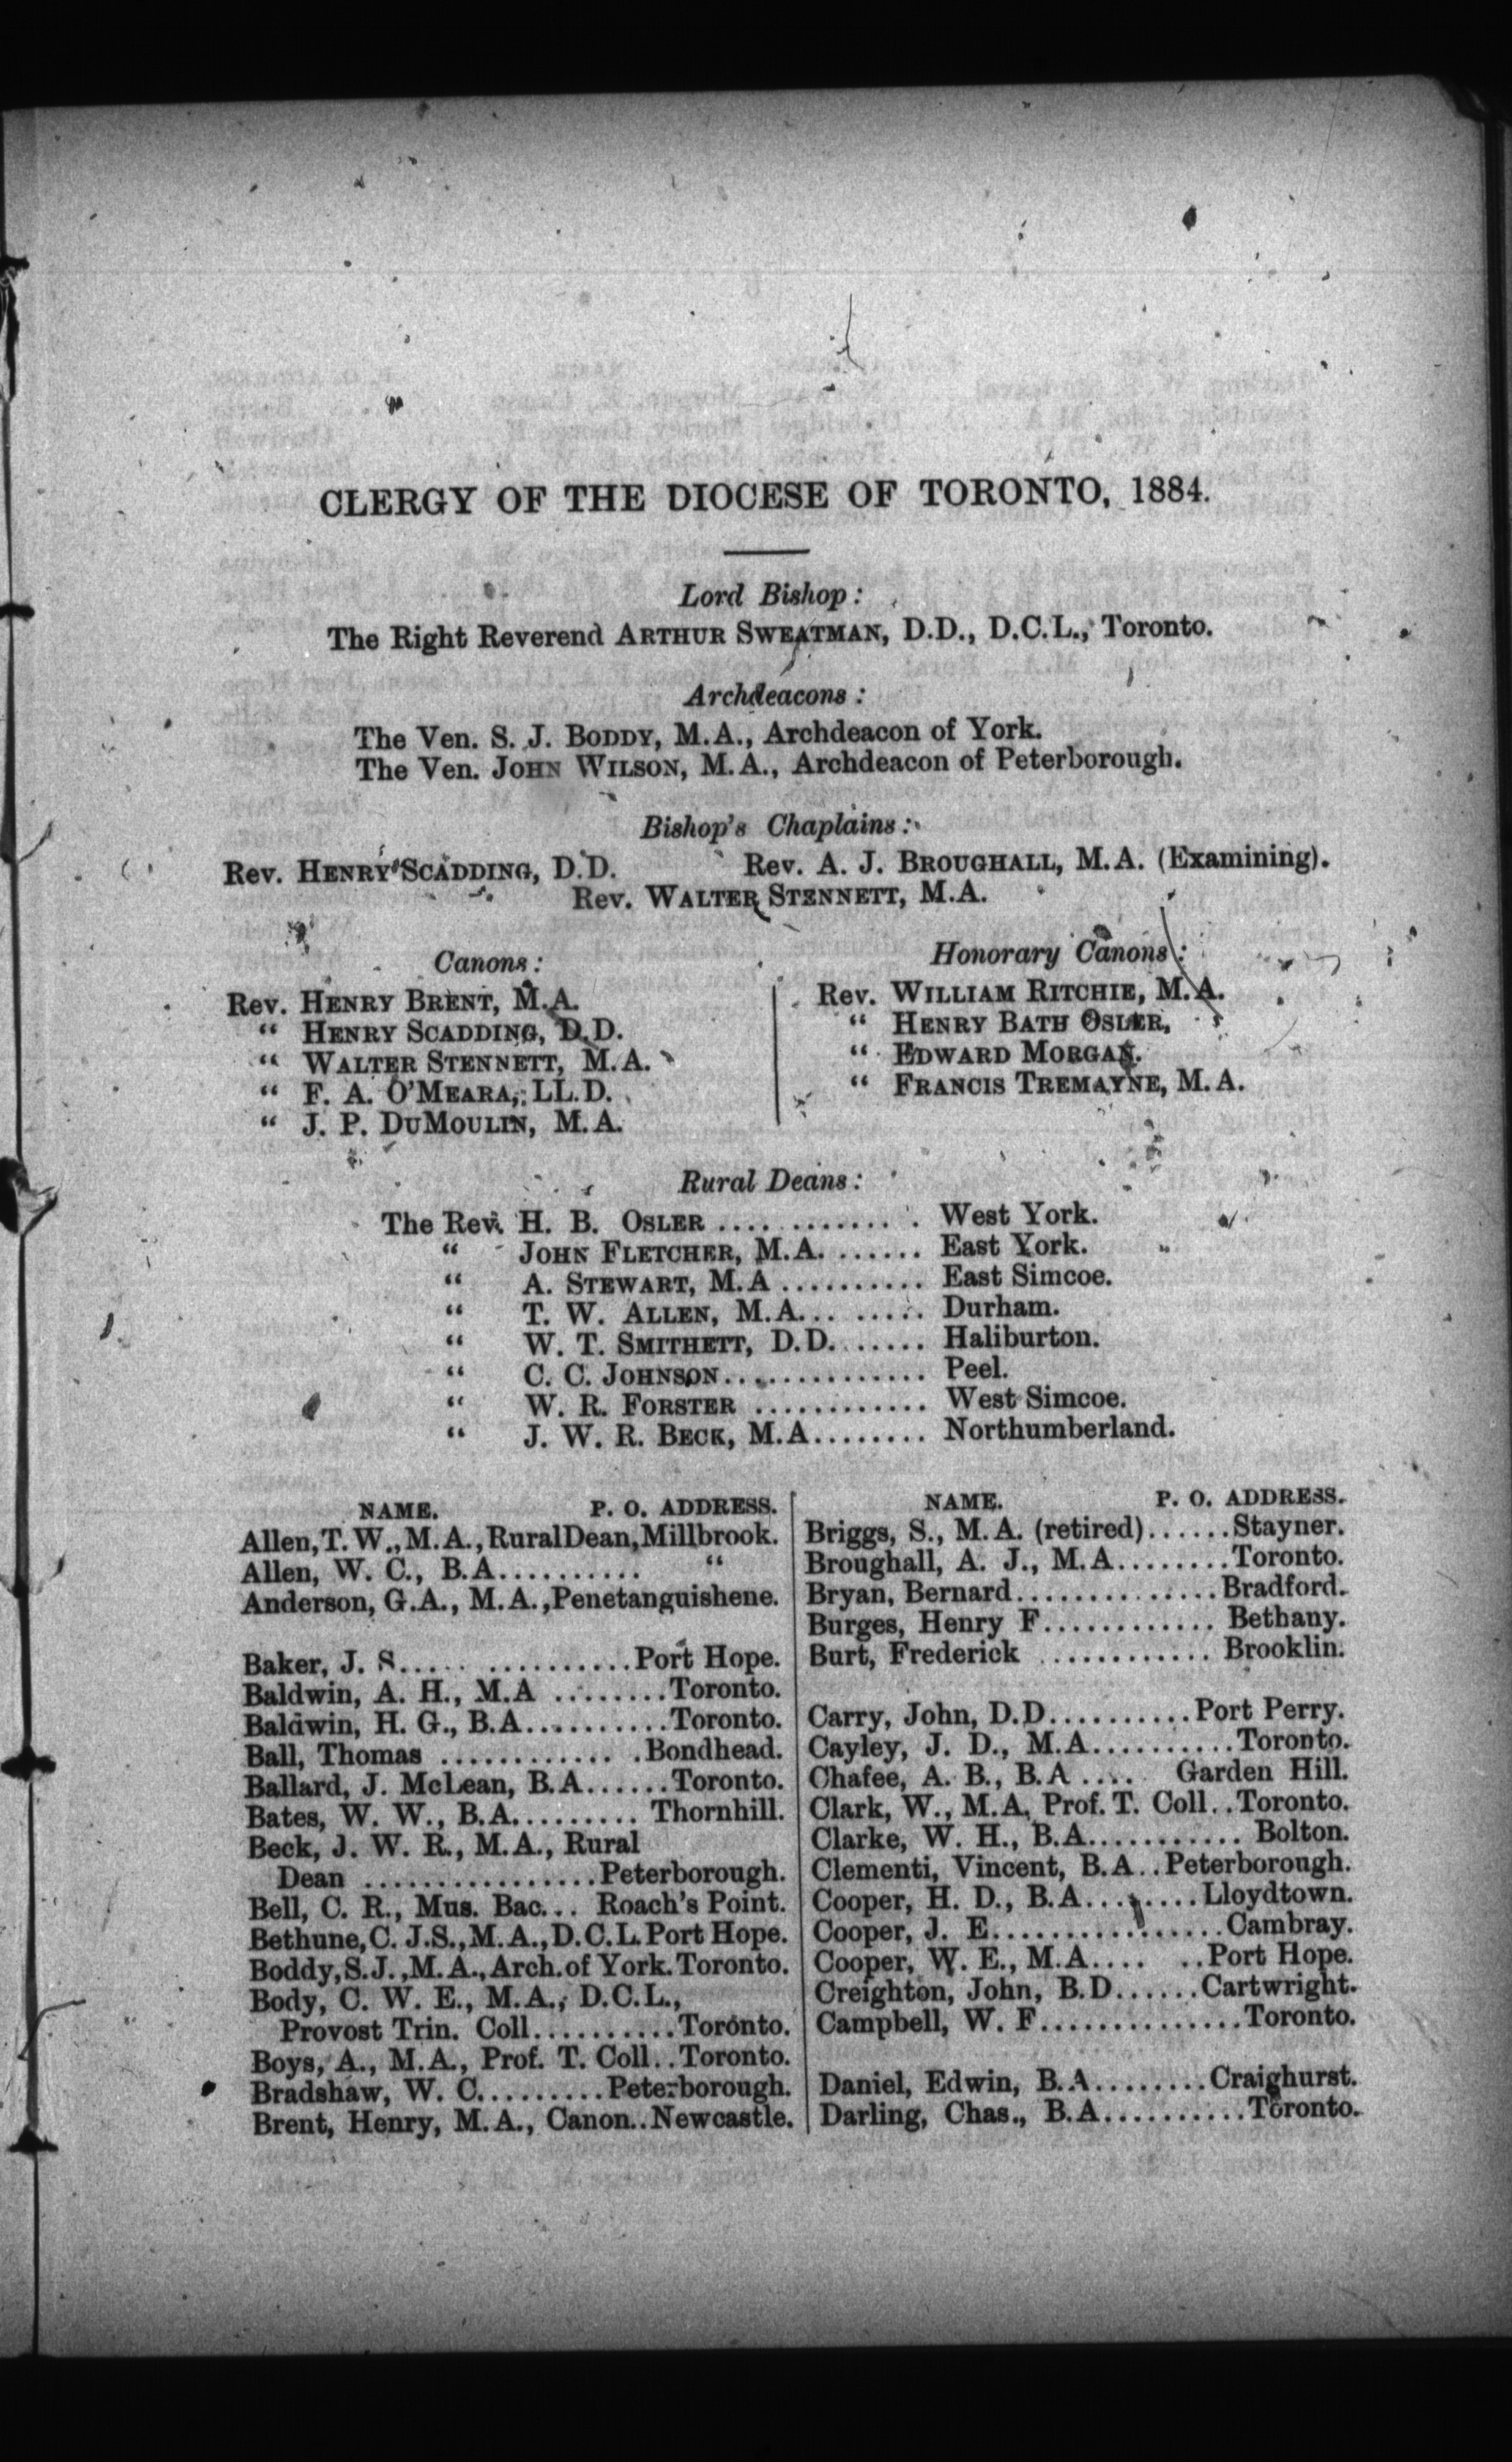 CLERGY OF THE DIOCESE OF TORONTO, 1884.
Lord Bishop:
The Right Reverend ARTHUR SWEATMAN, D.D., D.C.L., Toronto.
Archdeacons:
The Ven. S. J. BODDY, M.A., Archdeacon of York.
The Ven. JOHN WILSON, M.A., Archdeacon of Peterborough.
Bishop's Chaplains:
Rev. HENRY SCADDING, D.D. Rev. A. J. BROUGHALL, M.A. (Examining).
Rev. WALTER STENNETT, M.A.
Canons:
Rev. HENRY BRENT, M.A.
" HENRY SCADDING, D.D.
" WALTER STENNETT, M.A.
" F. A. O'MEARA, LL.D.
" J. P. DUMOULIN, M.A.
Honorary Canons:
Rev. WILLIAM RITCHIE, M.A.
" HENRY BATH OSLER,
" EDWARD MORGAN.
" FRANCIS TREMAYNE, M.A.
Rural Deans:
The Rev. H. B. OSLER .... ............ West York.
" JOHN FLETCHER, M.A. ....... East York.
" A. STEWART, M.A .......... East Simcoe.
" T. W. ALLEN, M.A... ...... Durham.
" W. T. SMITHETT, D.D. ...... Haliburton.
" C. C. JOHNSON.............. Peel.
" W. R. FORSTER ............ West Simcoe.
" J. W. R. BECK, M.A........ Northumberland.
NAME. P. O. ADDRESS.
Allen, T. W., M.A., Rural Dean, Millbrook.
Allen, W. C., B.A.......... "
Anderson, G.A., M.A., Penetanguishene.
Baker, J. S..... ..............Port Hope.
Baldwin, A. H., M.A ........Toronto.
Baldwin, H. G., B.A..........Toronto.
Ball, Thomas ............ .Bondhead.
Ballard, J. McLean, B.A......Toronto.
Bates, W. W., B.A......... Thornhill.
Beck, J. W. R., M.A., Rural
Dean ................Peterborough.
Bell, C. R., Mus. Bac... Roach's Point.
Bethune, C. J.S., M.A., D.C.L. Port Hope.
Boddy, S.J., M.A., Arch. of York. Toronto.
Body, C. W. E., M.A., D.C.L.,
Provost Trin. Coll..........Toronto.
Boys, A., M.A., Prof. T. Coll..Toronto.
Bradshaw, W. C.........Peterborough.
Brent, Henry, M.A., Canon..Newcastle.
NAME. P. O. ADDRESS.
Briggs, S., M.A. (retired)......Stayner.
Broughall, A. J., M.A........Toronto.
Bryan, Bernard..............Bradford.
Burges, Henry F............ Bethany.
Burt, Frederick ............ Brooklin.
Carry, John, D.D..........Port Perry.
Cayley, J. D., M.A..........Toronto.
Chafee, A. B., B.A .... Garden Hill.
Clark, W., M.A, Prof. T. Coll..Toronto.
Clarke, W. H., B.A........... Bolton.
Clementi, Vincent, B.A..Peterborough.
Cooper, H. D., B.A........Lloydtown.
Cooper, J. E................Cambray.
Cooper, W. E., M.A.... ..Port Hope.
Creighton, John, B.D......Cartwright.
Campbell, W. F..............Toronto.
Daniel, Edwin, B.A........Craighurst.
Darling, Chas., B.A..........Toronto.